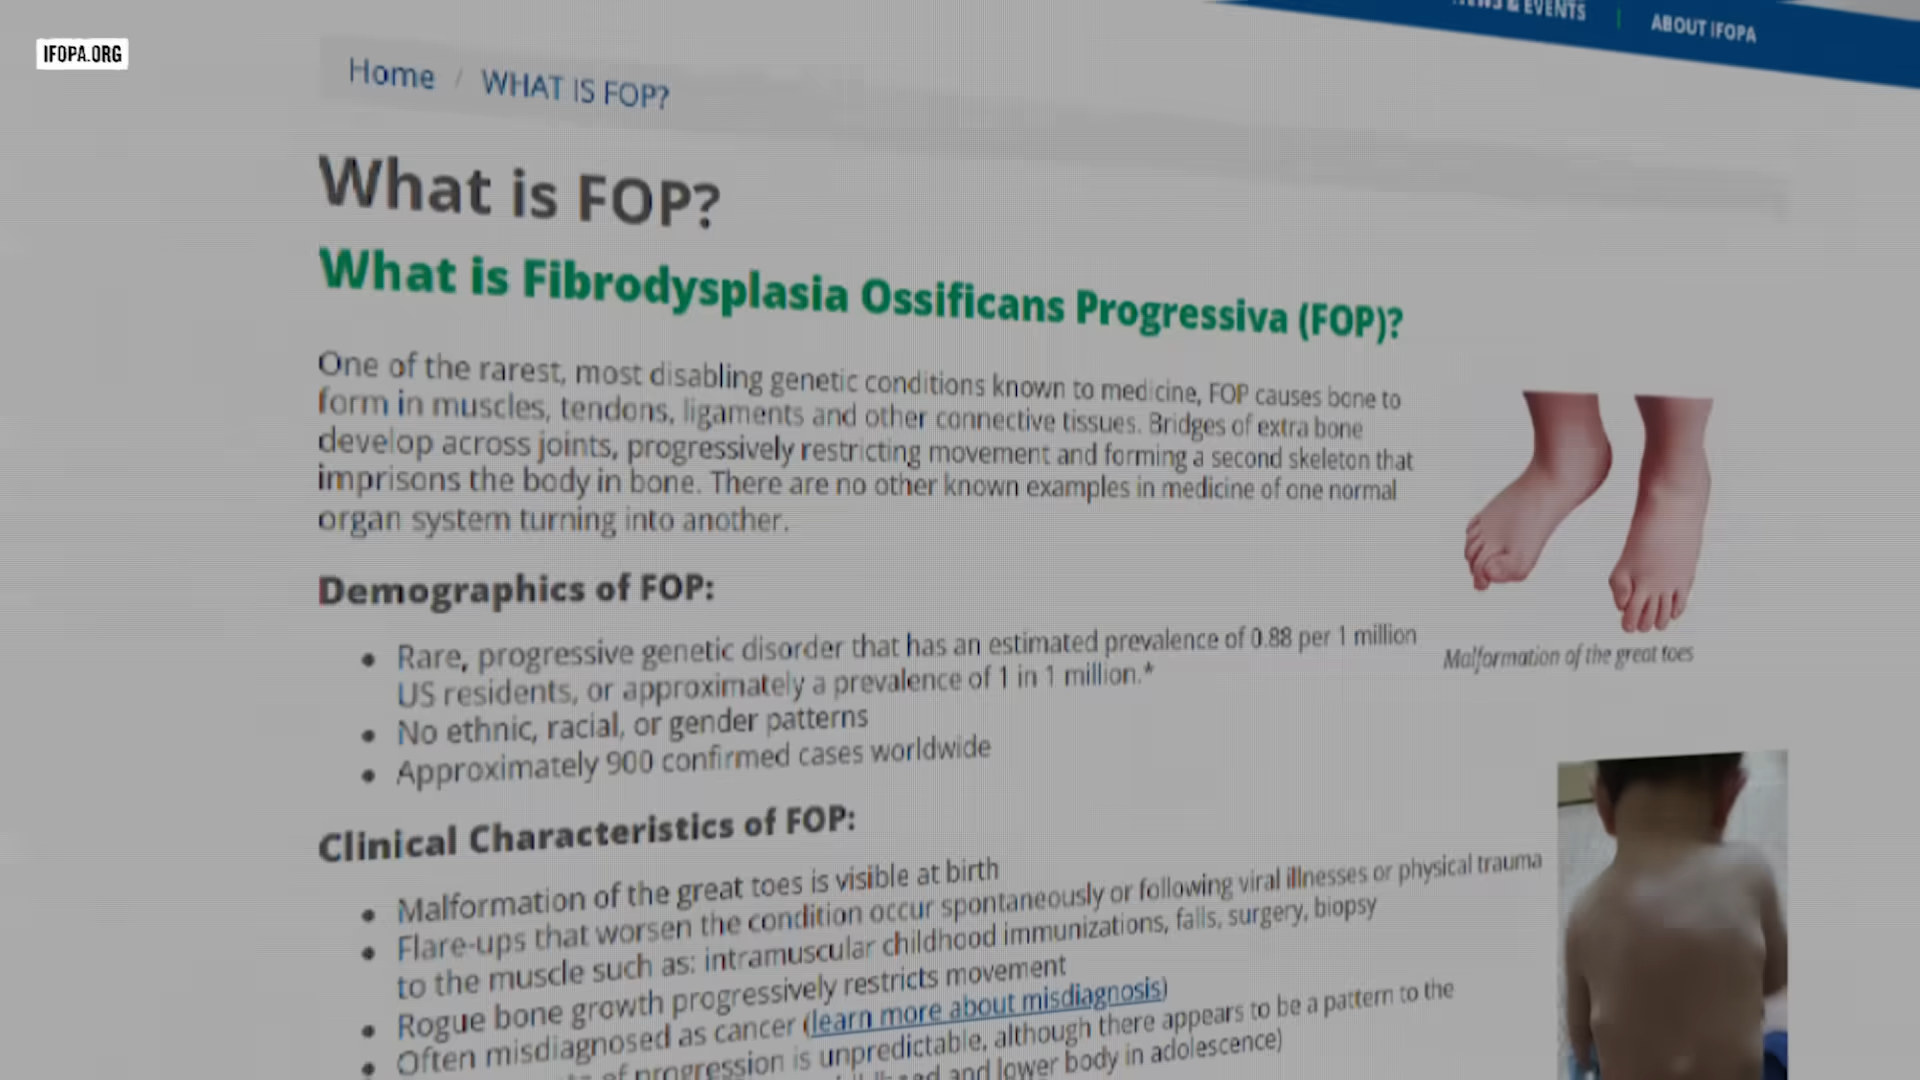 & EVENTS
ABOUT IFOPA
IFOPA.ORG
Home / WHAT IS FOP?
What is FOP?
What is Fibrodysplasia Ossificans Progressiva (FOP)?
One of the rarest, most disabling genetic conditions known to medicine, FOP causes bone to
form in muscles, tendons, ligaments and other connective tissues. Bridges of extra bone
develop across joints, progressively restricting movement and forming a second skeleton that
imprisons the body in bone. There are no other known examples in medicine of one normal
organ system turning into another.
Malformation of the great toes
Demographics of FOP:
• Rare, progressive genetic disorder that has an estimated prevalence of 0.88 per 1 million
US residents, or approximately a prevalence of 1 in 1 million.*
• No ethnic, racial, or gender patterns
• Approximately 900 confirmed cases worldwide
Clinical Characteristics of FOP:
• Malformation of the great toes is visible at birth
• Flare-ups that worsen the condition occur spontaneously or following viral illnesses or physical trauma
to the muscle such as: intramuscular childhood immunizations, falls, surgery, biopsy
• Rogue bone growth progressively restricts movement
• Often misdiagnosed as cancer (learn more about misdiagnosis)
of progression is unpredictable, although there appears to be a pattern to the
and lower body in adolescence)